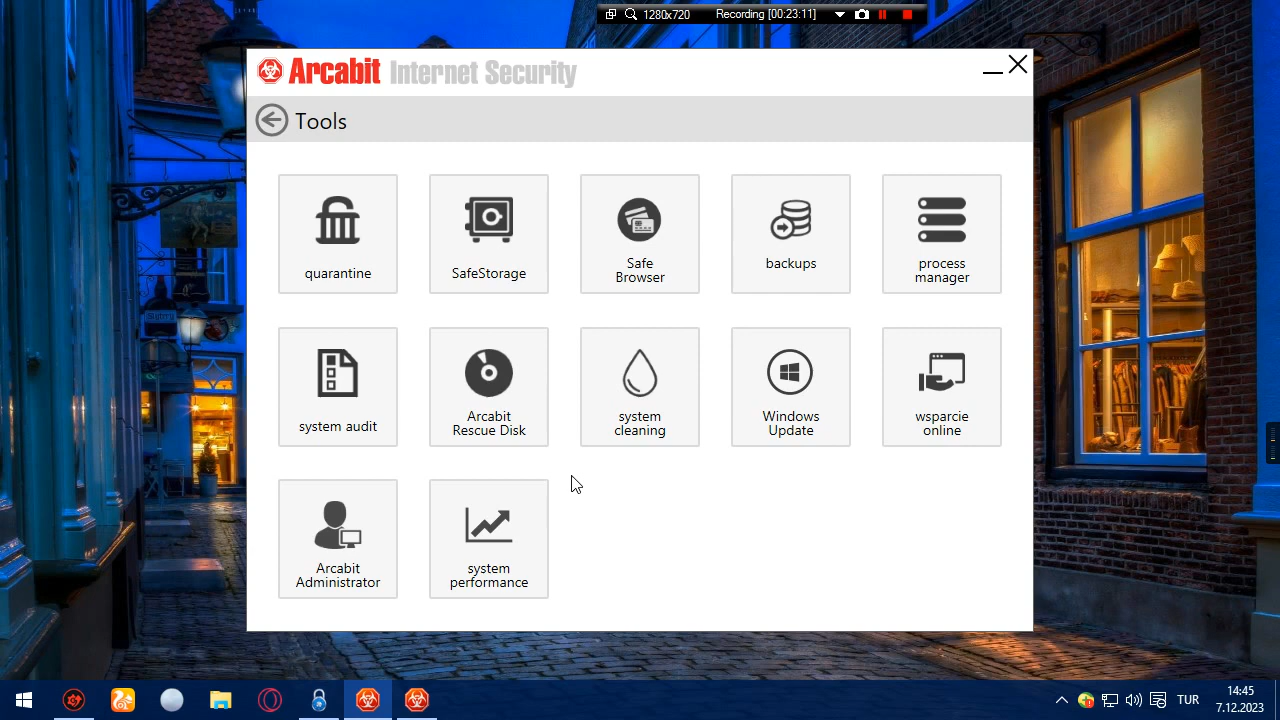 1280x720
Recording [00:23:11]
Arcabit Internet Security
Tools
quarantine
SafeStorage
Safe
Browser
backups
process
manager
system audit
Arcabit
Rescue Disk
system
cleaning
Windows
Update
wsparcie
online
Arcabit
Administrator
system
performance
TUR
14:45
7.12.2023